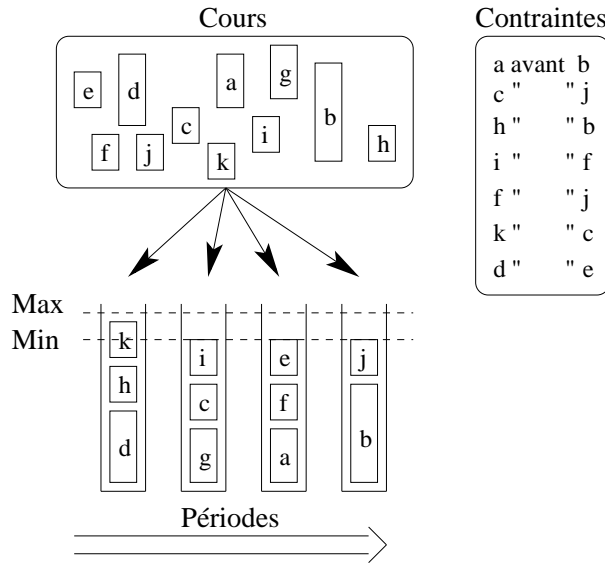 Cours
e d a g b
c i h
f j k
Contraintes
a avant b
c " " j
h " " b
i " " f
f " " j
k " " c
d " " e
Max
Min
k i e j
h c f
d g a b
Périodes